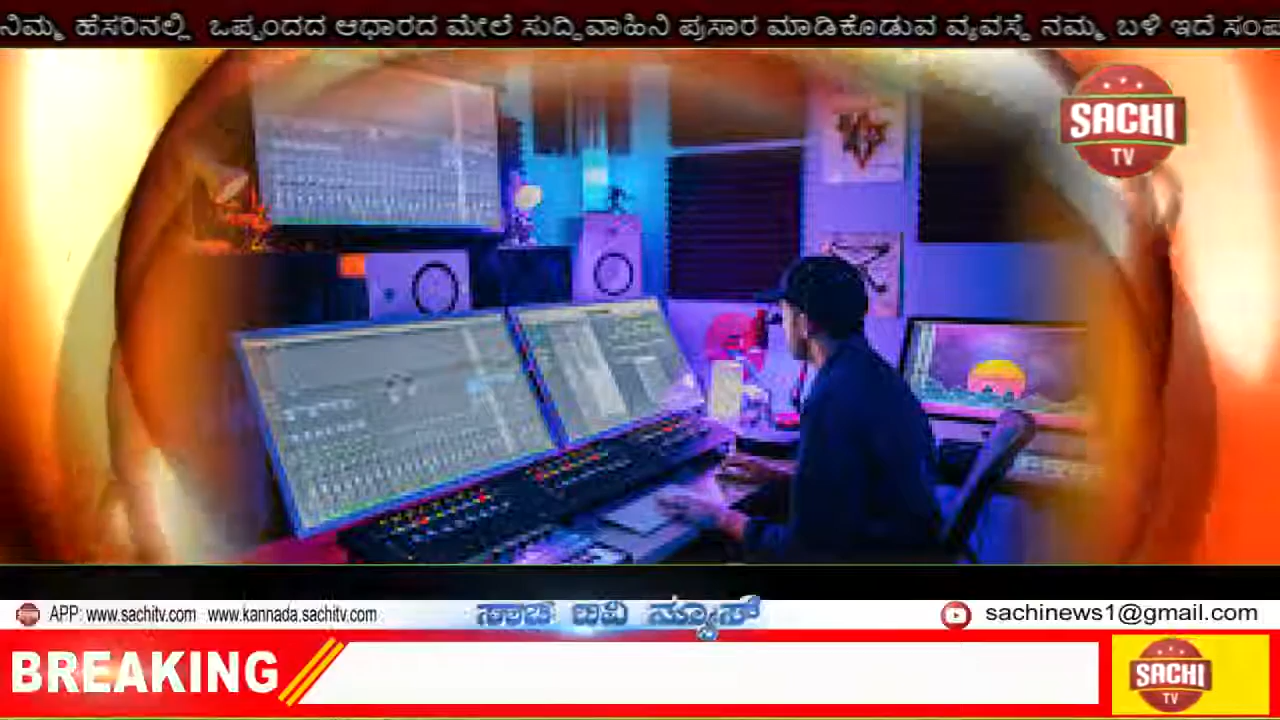 ನಿಮ್ಮ ಹೆಸರಿನಲ್ಲಿ ಒಪ್ಪಂದದ ಆಧಾರದ ಮೇಲೆ ಸುದ್ದಿವಾಹಿನಿ ಪ್ರಸಾರ ಮಾಡಿಕೊಡುವ ವ್ಯವಸ್ಥೆ ನಮ್ಮ ಬಳಿ ಇದೆ
SACHI
TV
APP: www.sachitv.com www.kannada.sachitv.com
ಸಾಚಿ ಟಿವಿ ನ್ಯೂಸ್
sachinews1@gmail.com
BREAKING
SACHI
TV